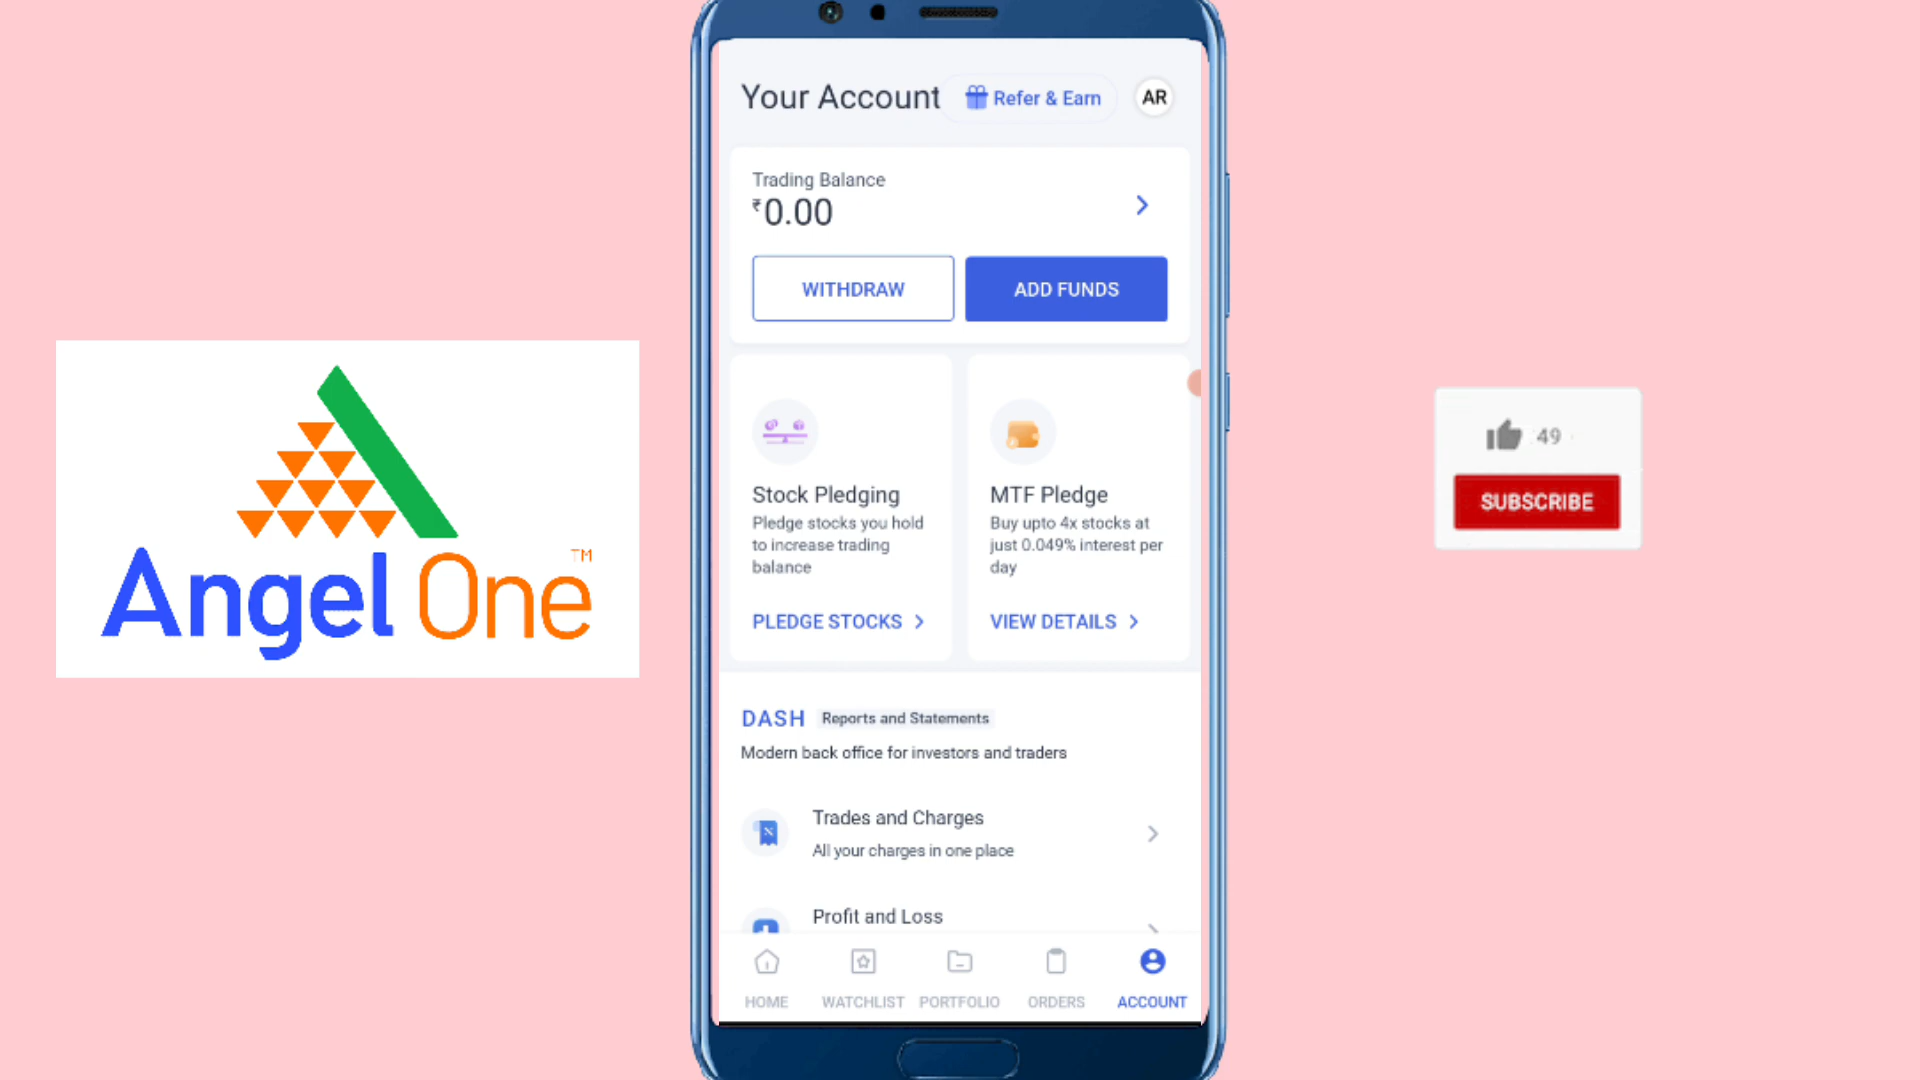 Your Account
Refer & Earn
AR
Trading Balance
₹0.00
WITHDRAW
ADD FUNDS
Stock Pledging
Pledge stocks you hold
to increase trading
balance
PLEDGE STOCKS
MTF Pledge
Buy upto 4x stocks at
just 0.049% interest per
day
VIEW DETAILS
DASH
Reports and Statements
Modern back office for investors and traders
Trades and Charges
All your charges in one place
Profit and Loss
HOME
WATCHLIST
PORTFOLIO
ORDERS
ACCOUNT
Angel One™
49
SUBSCRIBE